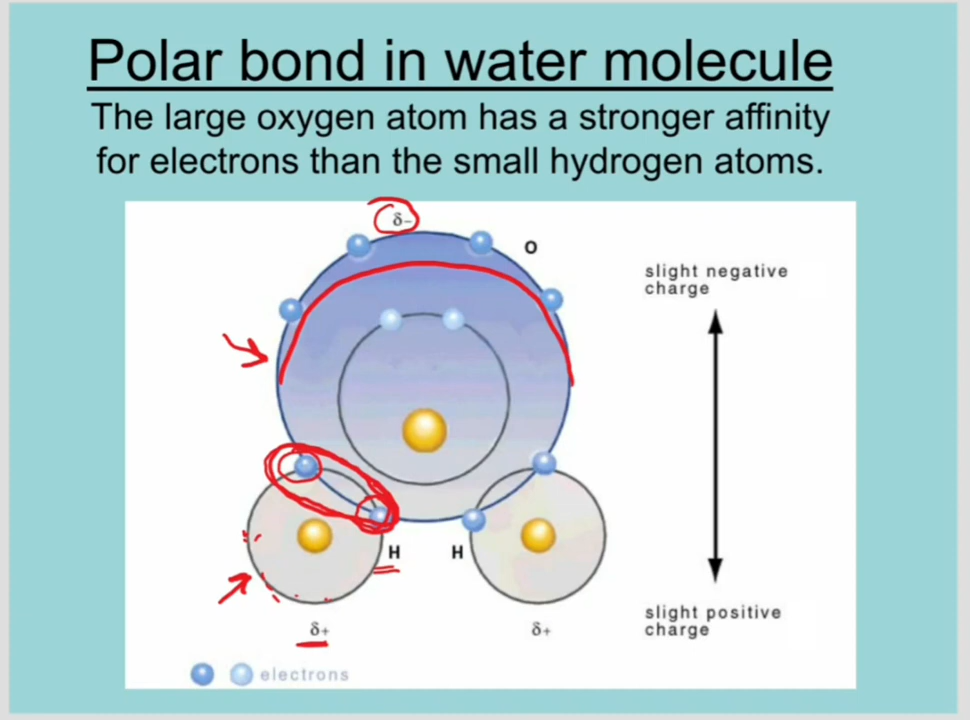 Polar bond in water molecule
The large oxygen atom has a stronger affinity
for electrons than the small hydrogen atoms.
δ-
O
slight negative
charge
H
H
δ+
δ+
slight positive
charge
electrons